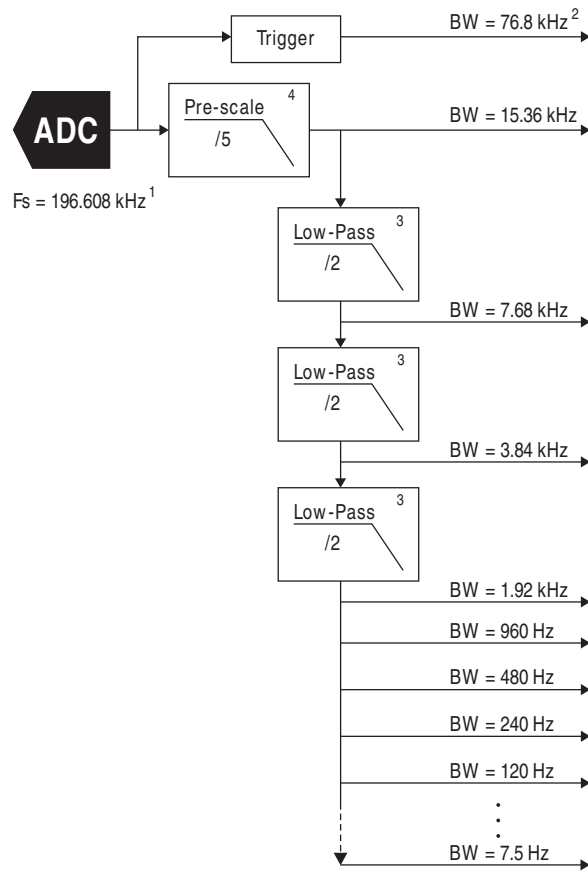 BW = 76.8 kHz 2
Trigger
Pre-scale 4
/5
BW = 15.36 kHz
ADC
Fs = 196.608 kHz 1
Low-Pass 3
/2
BW = 7.68 kHz
Low-Pass 3
/2
BW = 3.84 kHz
Low-Pass 3
/2
BW = 1.92 kHz
BW = 960 Hz
BW = 480 Hz
BW = 240 Hz
BW = 120 Hz
BW = 7.5 Hz